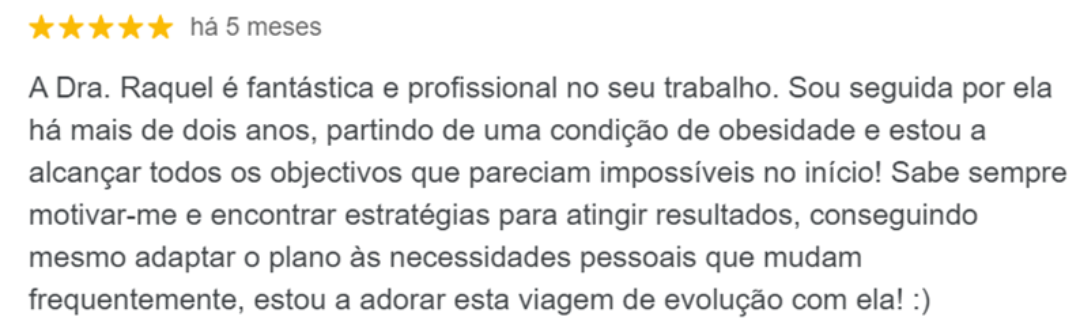 há 5 meses
A Dra. Raquel é fantástica e profissional no seu trabalho. Sou seguida por ela
há mais de dois anos, partindo de uma condição de obesidade e estou a
alcançar todos os objectivos que pareciam impossíveis no início! Sabe sempre
motivar-me e encontrar estratégias para atingir resultados, conseguindo
mesmo adaptar o plano às necessidades pessoais que mudam
frequentemente, estou a adorar esta viagem de evolução com ela! :)